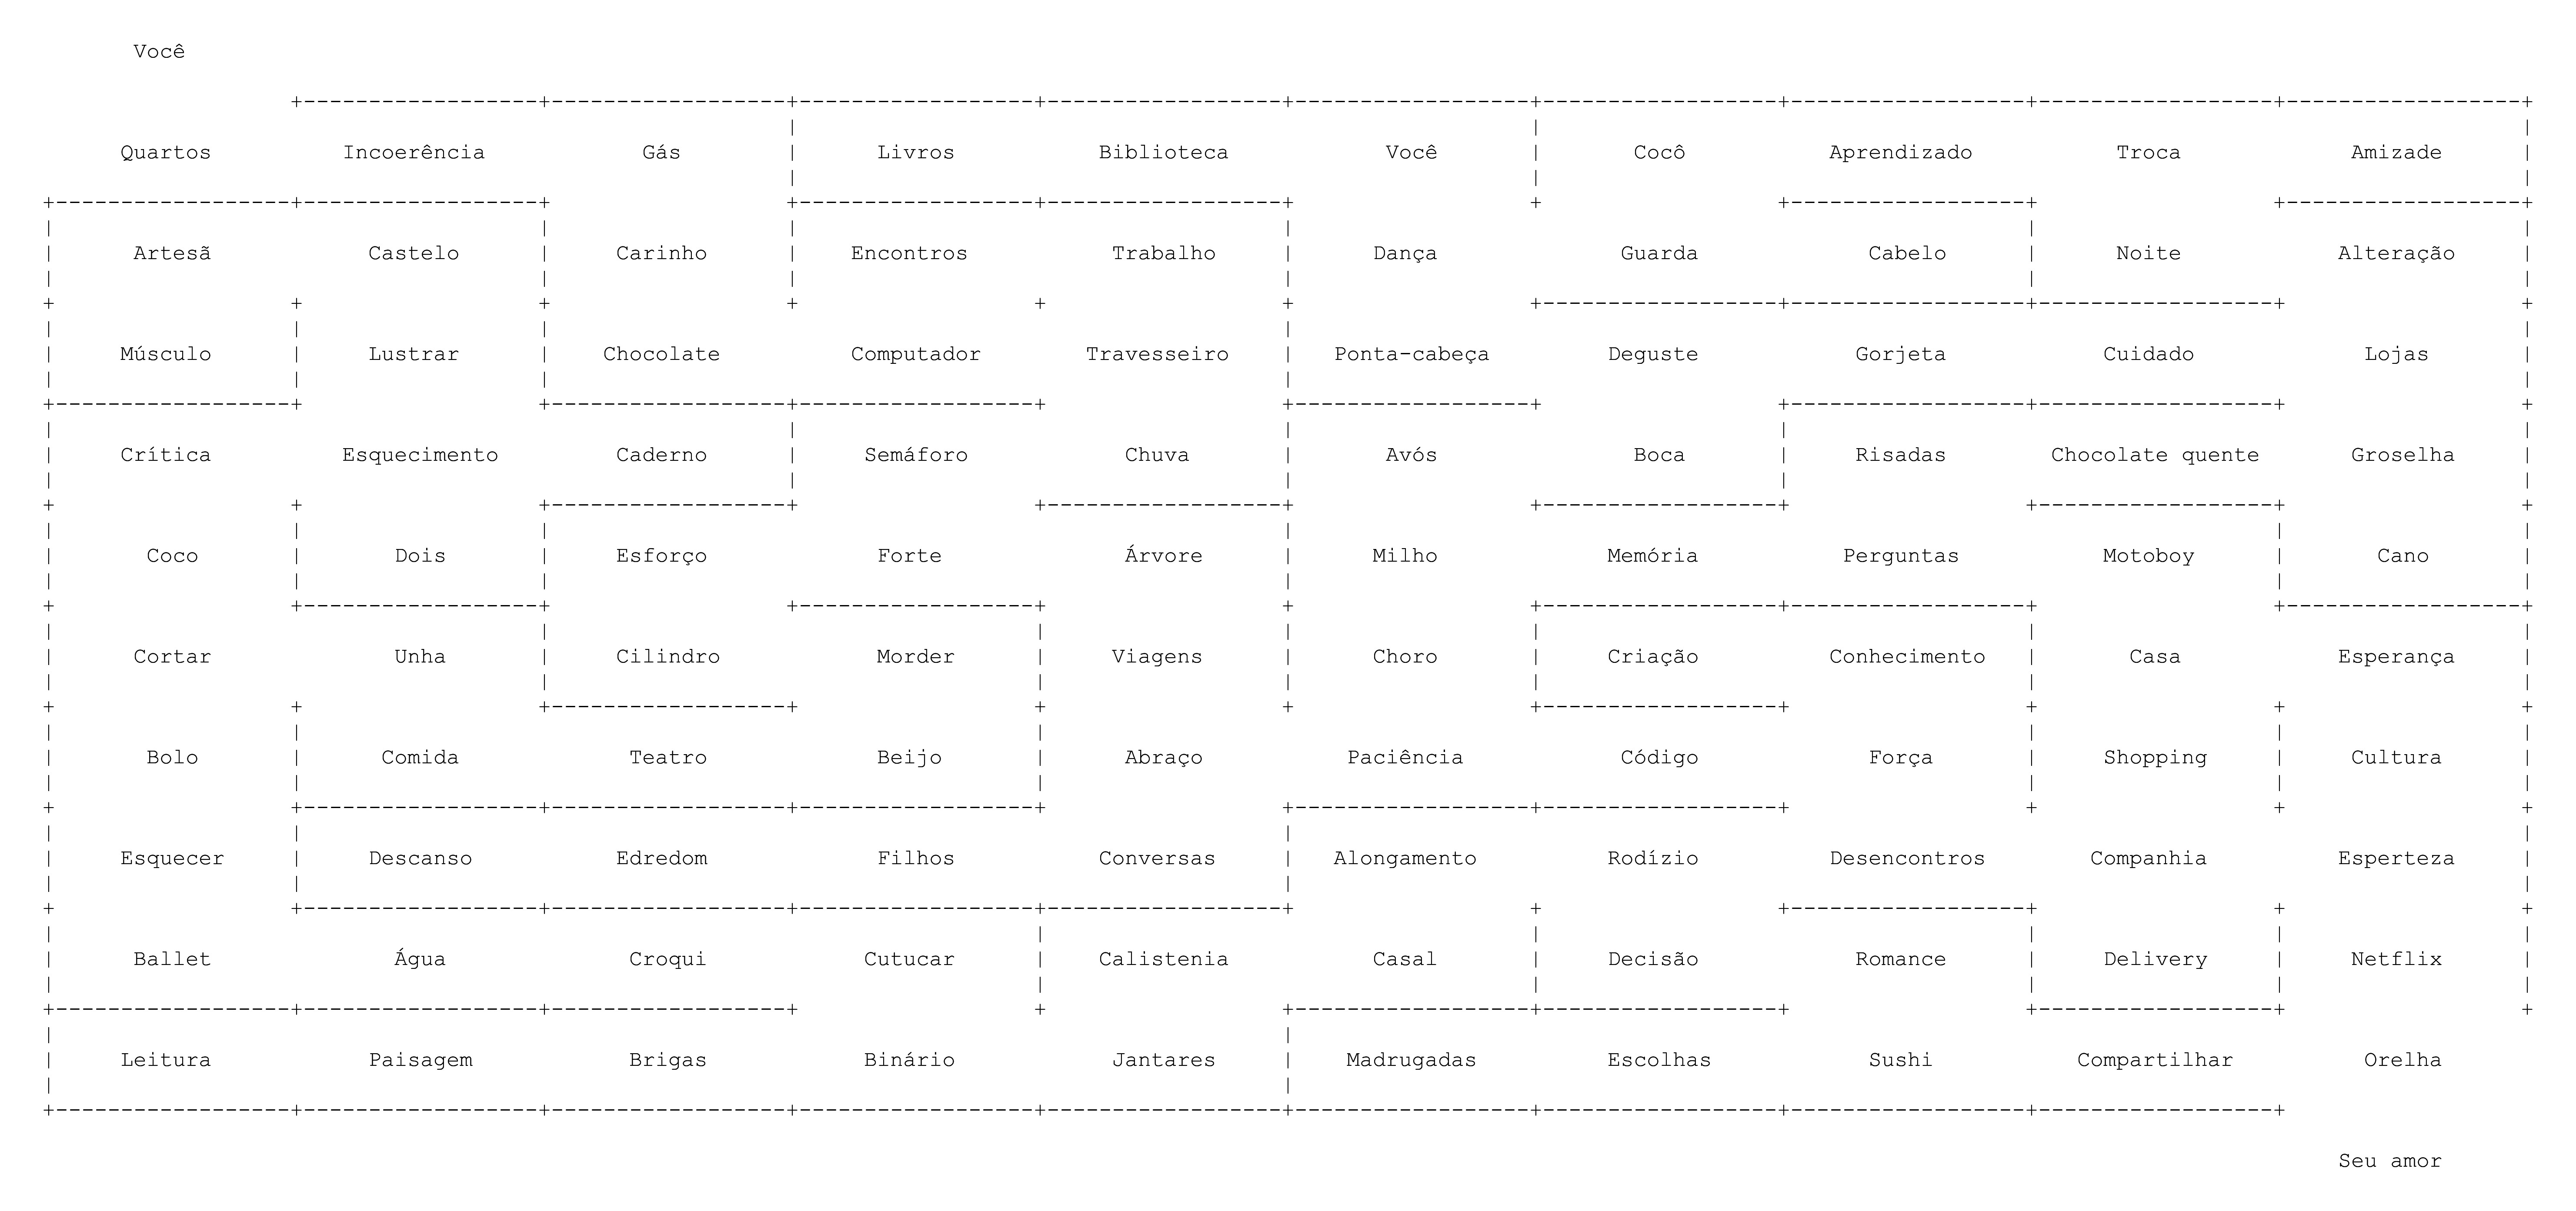 Você
Quartos Incoerência Gás Livros Biblioteca Você Cocô Aprendizado Troca Amizade
Artesã Castelo Carinho Encontros Trabalho Dança Guarda Cabelo Noite Alteração
Músculo Lustrar Chocolate Computador Travesseiro Ponta-cabeça Deguste Gorjeta Cuidado Lojas
Crítica Esquecimento Caderno Semáforo Chuva Avós Boca Risadas Chocolate quente Groselha
Coco Dois Esforço Forte Árvore Milho Memória Perguntas Motoboy Cano
Cortar Unha Cilindro Morder Viagens Choro Criação Conhecimento Casa Esperança
Bolo Comida Teatro Beijo Abraço Paciência Código Força Shopping Cultura
Esquecer Descanso Edredom Filhos Conversas Alongamento Rodízio Desencontros Companhia Esperteza
Ballet Água Croqui Cutucar Calistenia Casal Decisão Romance Delivery Netflix
Leitura Paisagem Brigas Binário Jantares Madrugadas Escolhas Sushi Compartilhar Orelha
Seu amor